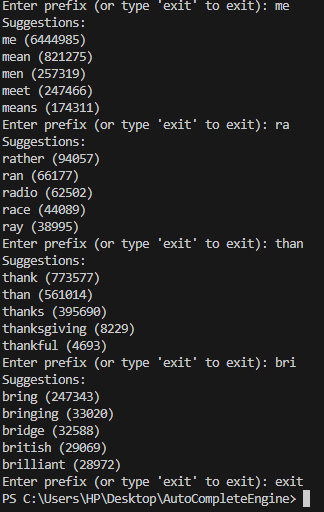 Enter prefix (or type 'exit' to exit): me
Suggestions:
me (6444985)
mean (821275)
men (257319)
meet (247466)
means (174311)
Enter prefix (or type 'exit' to exit): ra
Suggestions:
rather (94057)
ran (66177)
radio (62502)
race (44089)
ray (38995)
Enter prefix (or type 'exit' to exit): than
Suggestions:
thank (773577)
than (561014)
thanks (395690)
thanksgiving (8229)
thankful (4693)
Enter prefix (or type 'exit' to exit): bri
Suggestions:
bring (247343)
bringing (33020)
bridge (32588)
british (29069)
brilliant (28972)
Enter prefix (or type 'exit' to exit): exit
PS C:\Users\HP\Desktop\AutoCompleteEngine>